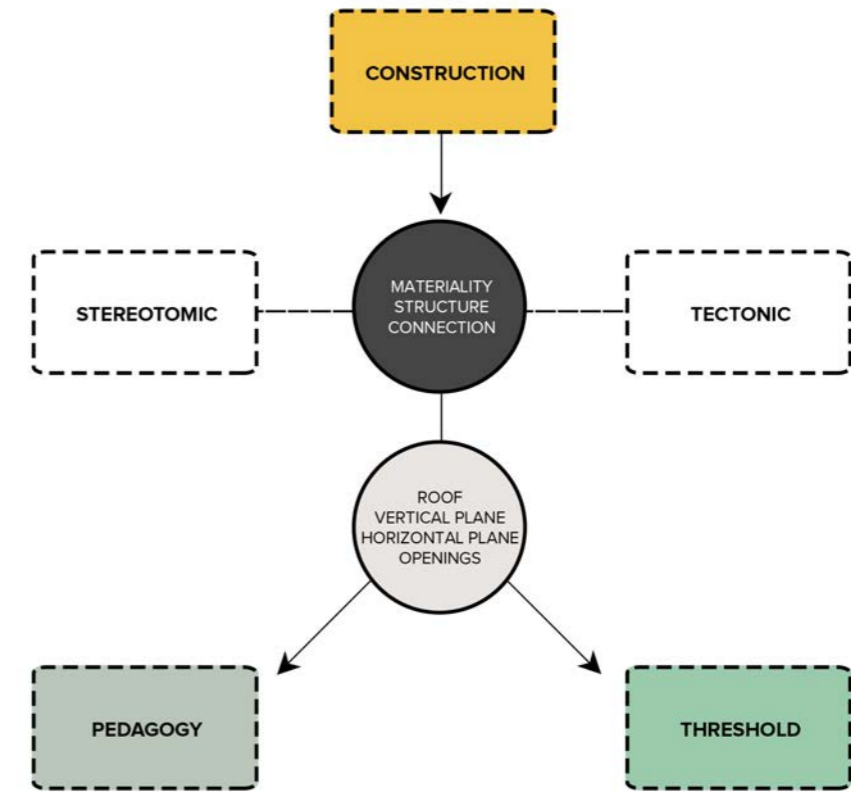 CONSTRUCTION
MATERIALITY
STRUCTURE
CONNECTION
STEREOTOMIC
TECTONIC
ROOF
VERTICAL PLANE
HORIZONTAL PLANE
OPENINGS
PEDAGOGY
THRESHOLD